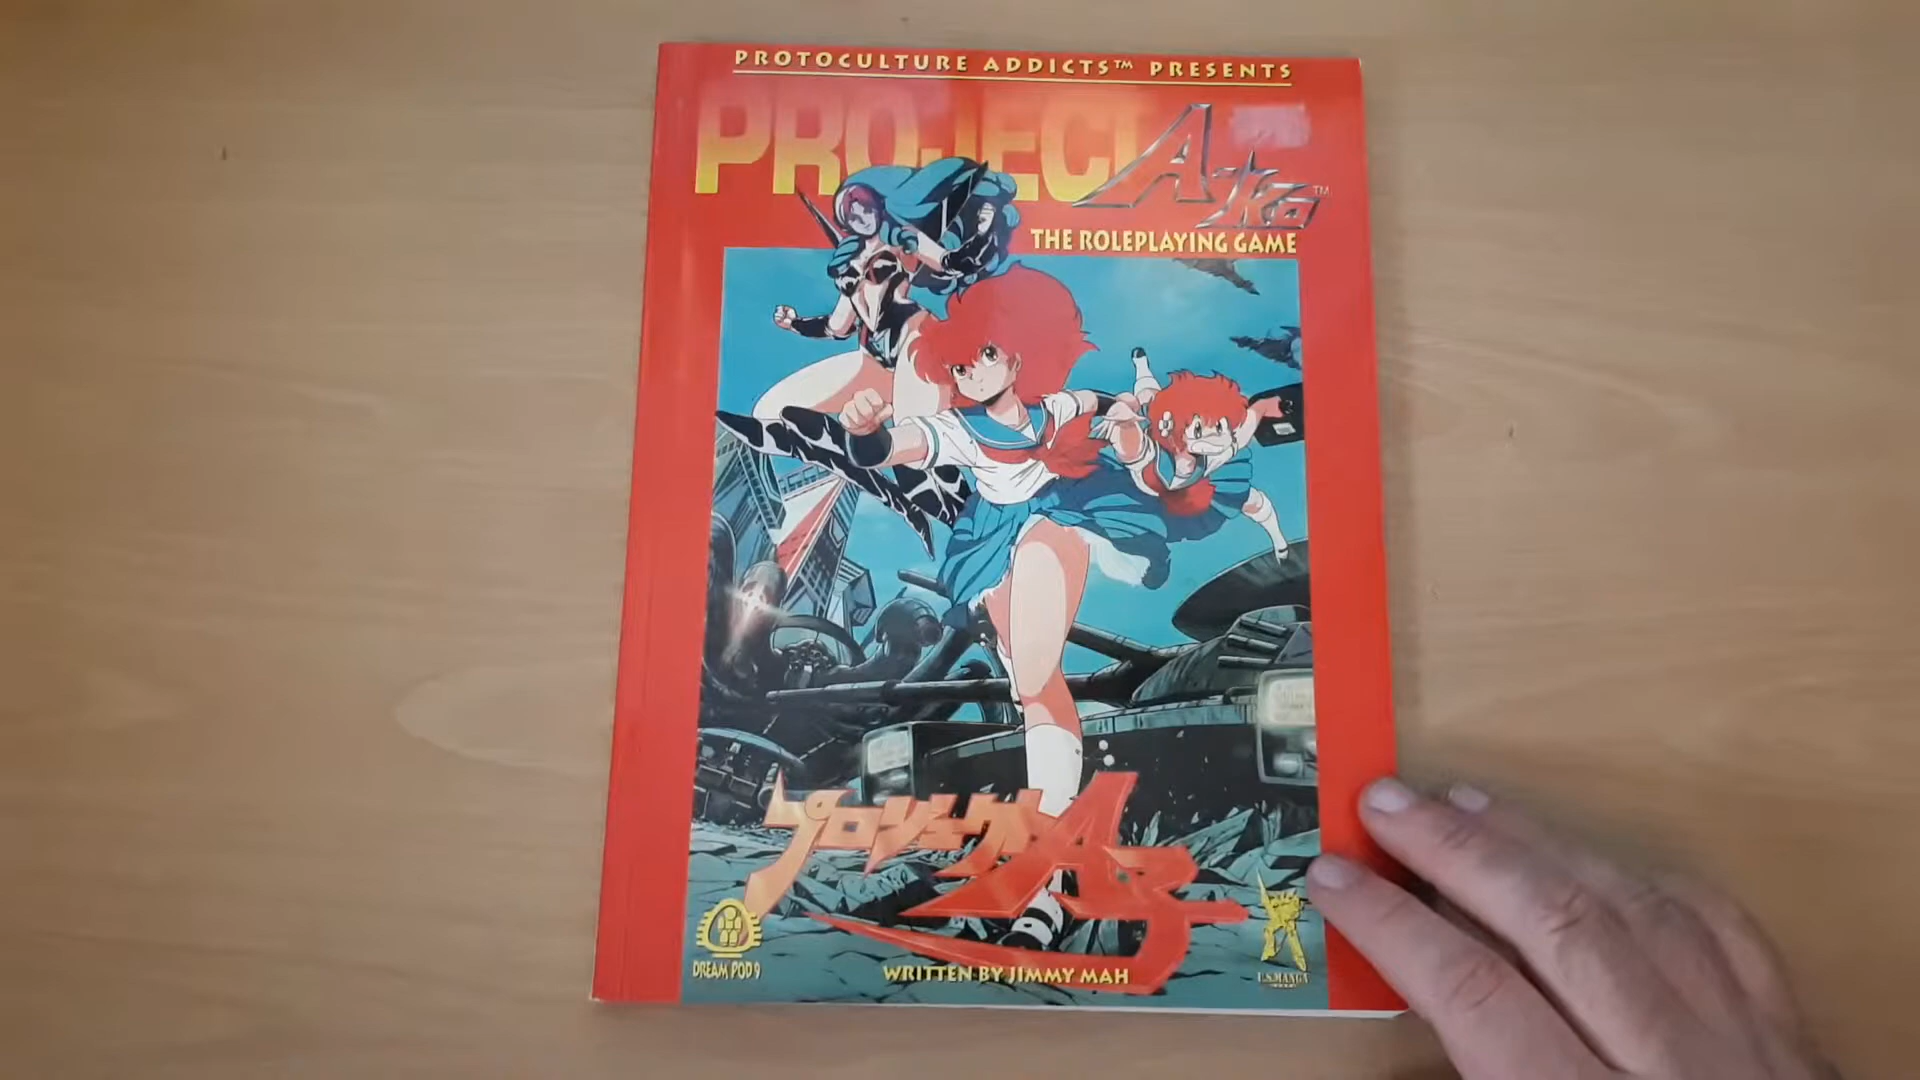 PROTOCULTURE ADDICTS™ PRESENTS
PROJECT A-Ko™
THE ROLEPLAYING GAME
プロジェクトA子
DREAM POD 9
WRITTEN BY JIMMY MAH
U.S.MANGA